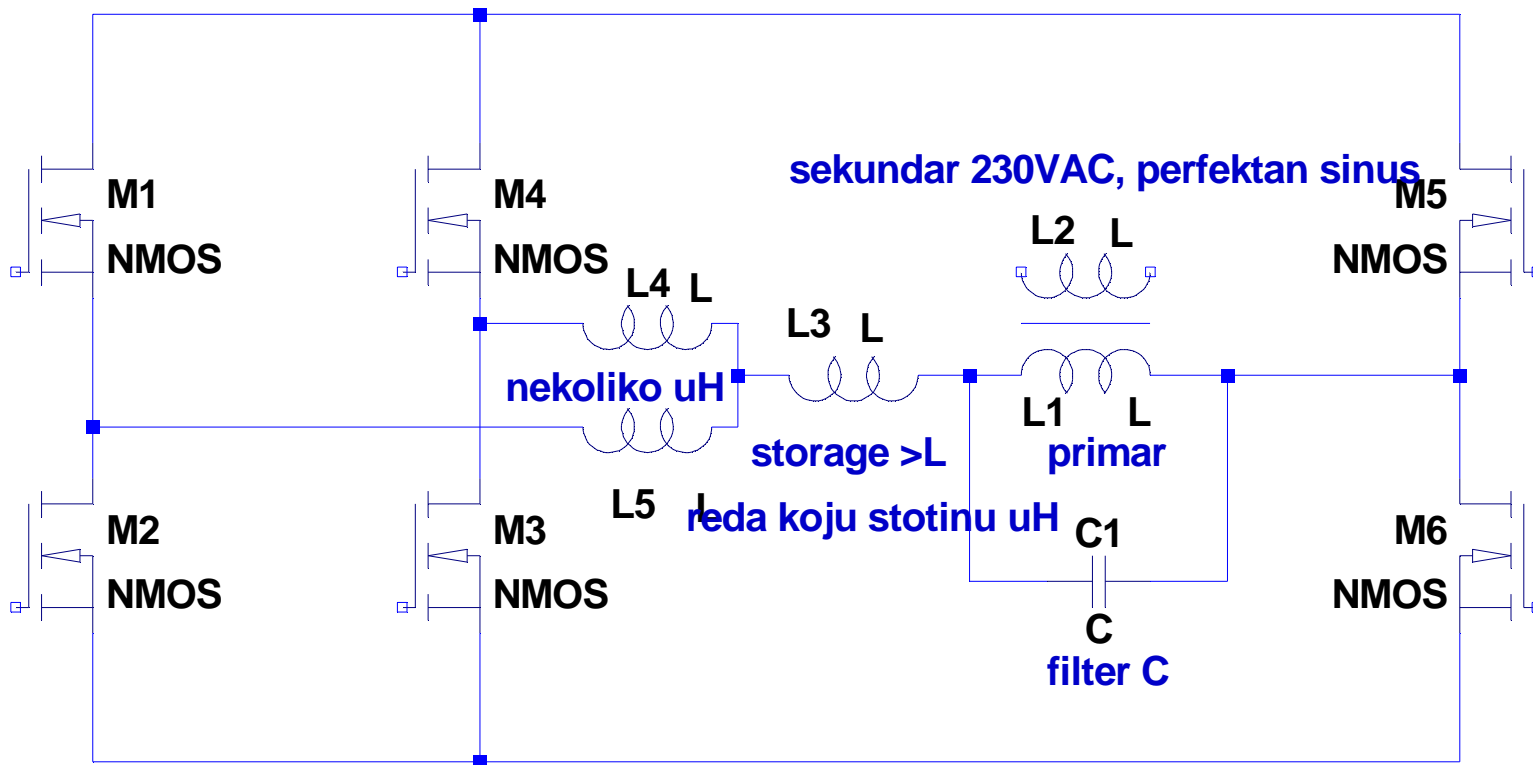 sekundar 230VAC, perfektan sinus
M1
NMOS
M4
NMOS
M5
NMOS
L2 L
L4 L
L3 L
nekoliko uH
L1 L
storage >L
primar
L5 L
reda koju stotinu uH
M2
NMOS
M3
NMOS
C1
C
filter C
M6
NMOS